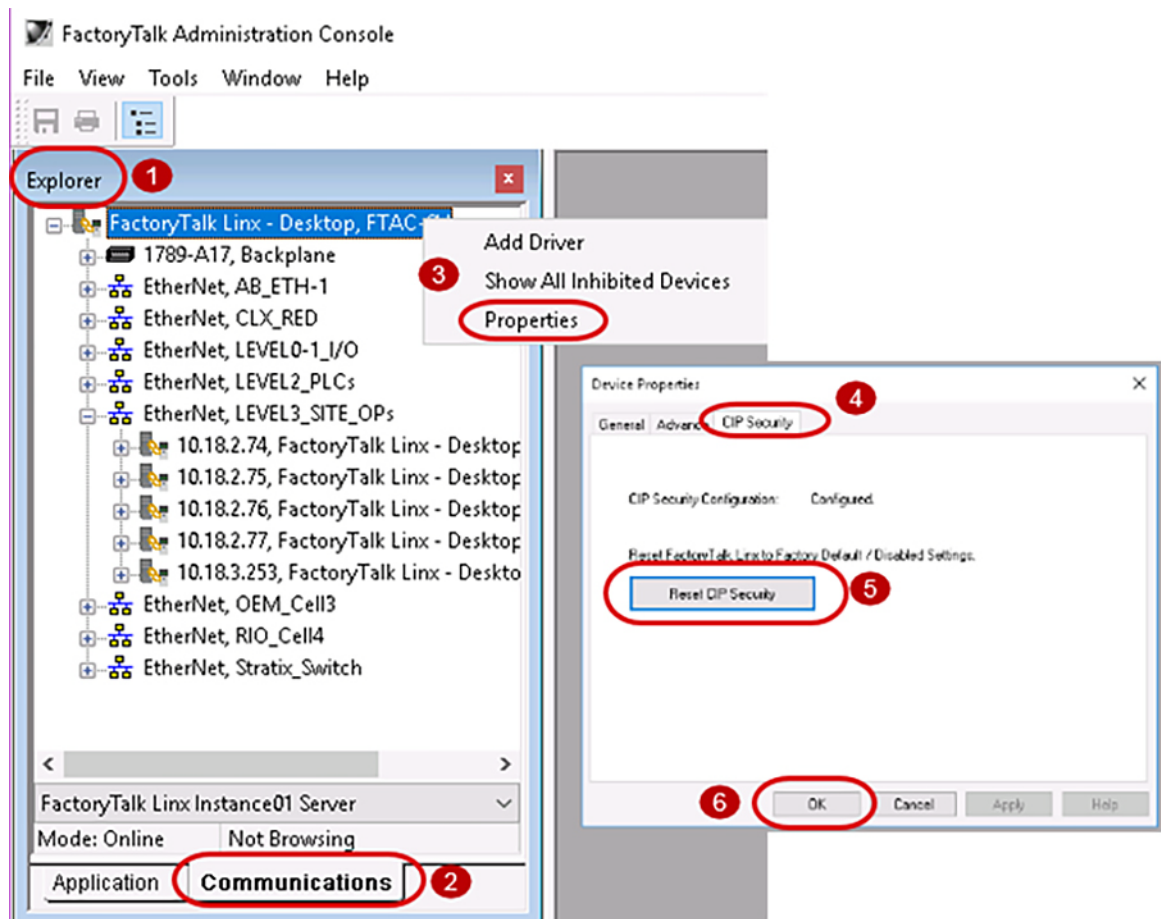 FactoryTalk Administration Console
File View Tools Window Help
Explorer 1 x
FactoryTalk Linx - Desktop, FTAC-
Add Driver
1789-A17, Backplane
3 Show All Inhibited Devices
EtherNet, AB_ETH-1
Properties
EtherNet, CLX_RED
EtherNet, LEVEL0-1_I/O
EtherNet, LEVEL2_PLCs
EtherNet, LEVEL3_SITE_OPs
10.18.2.74, FactoryTalk Linx - Desktop
10.18.2.75, FactoryTalk Linx - Desktop
10.18.2.76, FactoryTalk Linx - Desktop
10.18.2.77, FactoryTalk Linx - Desktop
10.18.3.253, FactoryTalk Linx - Deskto
EtherNet, OEM_Cell3
EtherNet, RIO_Cell4
EtherNet, Stratix_Switch
FactoryTalk Linx Instance01 Server
Mode: Online Not Browsing
Application Communications 2
Device Properties
4
General Advance CIP Security
CIP Security Configuration: Configured.
Reset FactoryTalk Linx to Factory Default / Disabled Settings.
Reset CIP Security 5
6 OK Cancel Apply Help